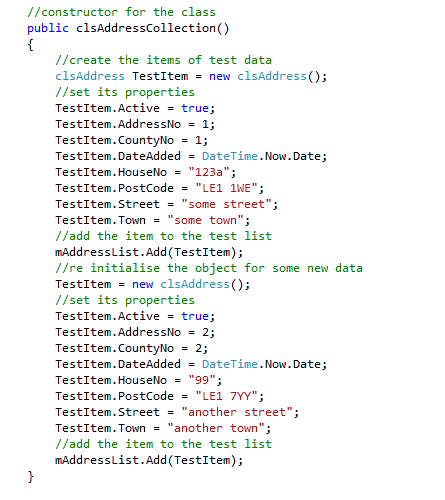 //constructor for the class
public clsAddressCollection()
{
//create the items of test data
clsAddress TestItem = new clsAddress();
//set its properties
TestItem.Active = true;
TestItem.AddressNo = 1;
TestItem.CountyNo = 1;
TestItem.DateAdded = DateTime.Now.Date;
TestItem.HouseNo = "123a";
TestItem.PostCode = "LE1 1WE";
TestItem.Street = "some street";
TestItem.Town = "some town";
//add the item to the test list
mAddressList.Add(TestItem);
//re initialise the object for some new data
TestItem = new clsAddress();
//set its properties
TestItem.Active = true;
TestItem.AddressNo = 2;
TestItem.CountyNo = 2;
TestItem.DateAdded = DateTime.Now.Date;
TestItem.HouseNo = "99";
TestItem.PostCode = "LE1 7YY";
TestItem.Street = "another street";
TestItem.Town = "another town";
//add the item to the test list
mAddressList.Add(TestItem);
}